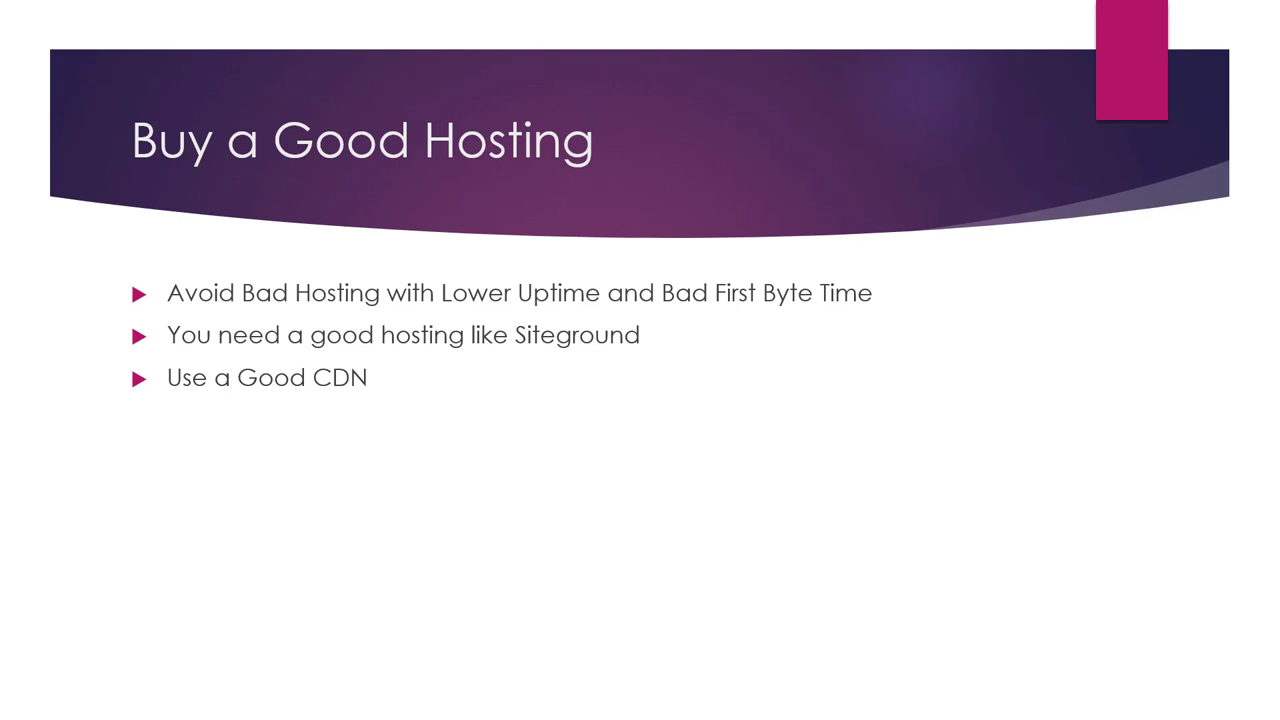 Buy a Good Hosting
Avoid Bad Hosting with Lower Uptime and Bad First Byte Time
You need a good hosting like Siteground
Use a Good CDN